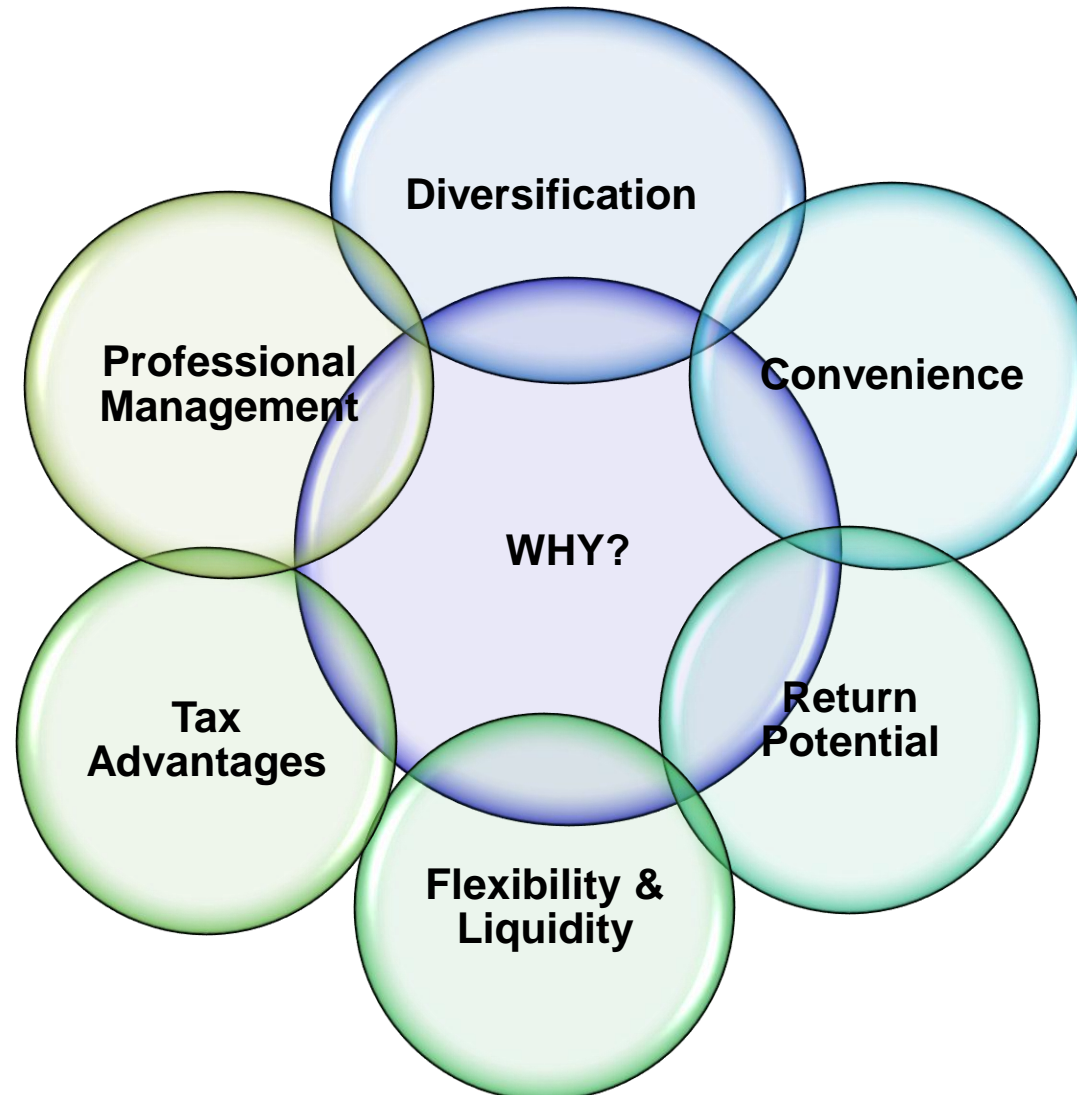 Diversification
Convenience
Return
Potential
Flexibility &
Liquidity
Tax
Advantages
Professional
Management
WHY?